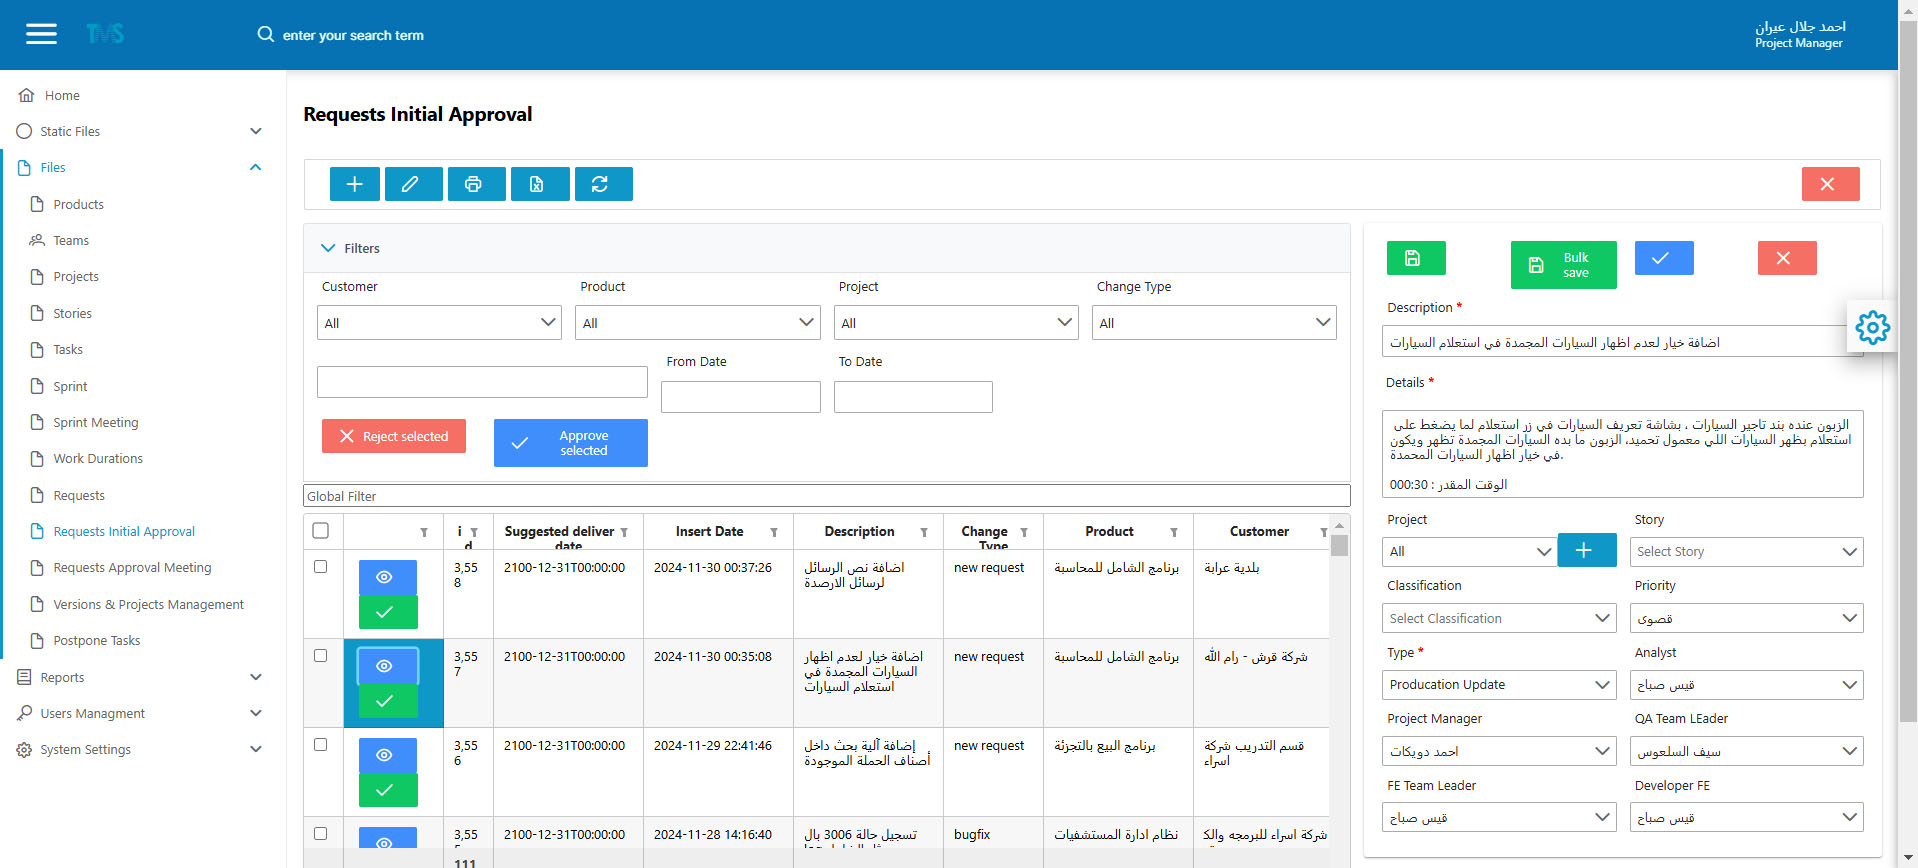 TMS
enter your search term
احمد جلال عيران
Project Manager
Home
Static Files
Files
Products
Teams
Projects
Stories
Tasks
Sprint
Sprint Meeting
Work Durations
Requests
Requests Initial Approval
Requests Approval Meeting
Versions & Projects Management
Postpone Tasks
Reports
Users Managment
System Settings
Requests Initial Approval
Filters
Customer
Product
Project
Change Type
All
All
All
All
From Date
To Date
Reject selected
Approve
selected
Global Filter
id
Suggested deliver date
Insert Date
Description
Change Type
Product
Customer
3,558
2100-12-31T00:00:00
2024-11-30 00:37:26
اضافة نص الرسائل
لرسائل الارصدة
new request
برنامج الشامل للمحاسبة
بلدية عرابة
3,557
2100-12-31T00:00:00
2024-11-30 00:35:08
اضافة خيار لعدم اظهار
السيارات المجمدة في
استعلام السيارات
new request
برنامج الشامل للمحاسبة
شركة قرش - رام الله
3,556
2100-12-31T00:00:00
2024-11-29 22:41:46
إضافة آلية بحث داخل
أصناف الحملة الموجودة
new request
برنامج البيع بالتجزئة
قسم التدريب شركة
اسراء
3,55
2100-12-31T00:00:00
2024-11-28 14:16:40
تسجيل حالة 3006 بال
bugfix
نظام ادارة المستشفيات
شركة اسراء للبرمجه والك
111
Bulk
save
Description *
اضافة خيار لعدم اظهار السيارات المجمدة في استعلام السيارات
Details *
الزبون عنده بند تاجير السيارات ، بشاشة تعريف السيارات في زر استعلام لما يضغط على
استعلام بظهر السيارات اللي معمول تحميد، الزبون ما بده السيارات المجمدة تظهر ويكون
في خيار اظهار السيارات المحمدة.
الوقت المقدر : 000:30
Project
Story
All
Select Story
Classification
Priority
Select Classification
قصوى
Type *
Analyst
Producation Update
قيس صباح
Project Manager
QA Team LEader
احمد دويكات
سيف السلعوس
FE Team Leader
Developer FE
قيس صباح
قيس صباح